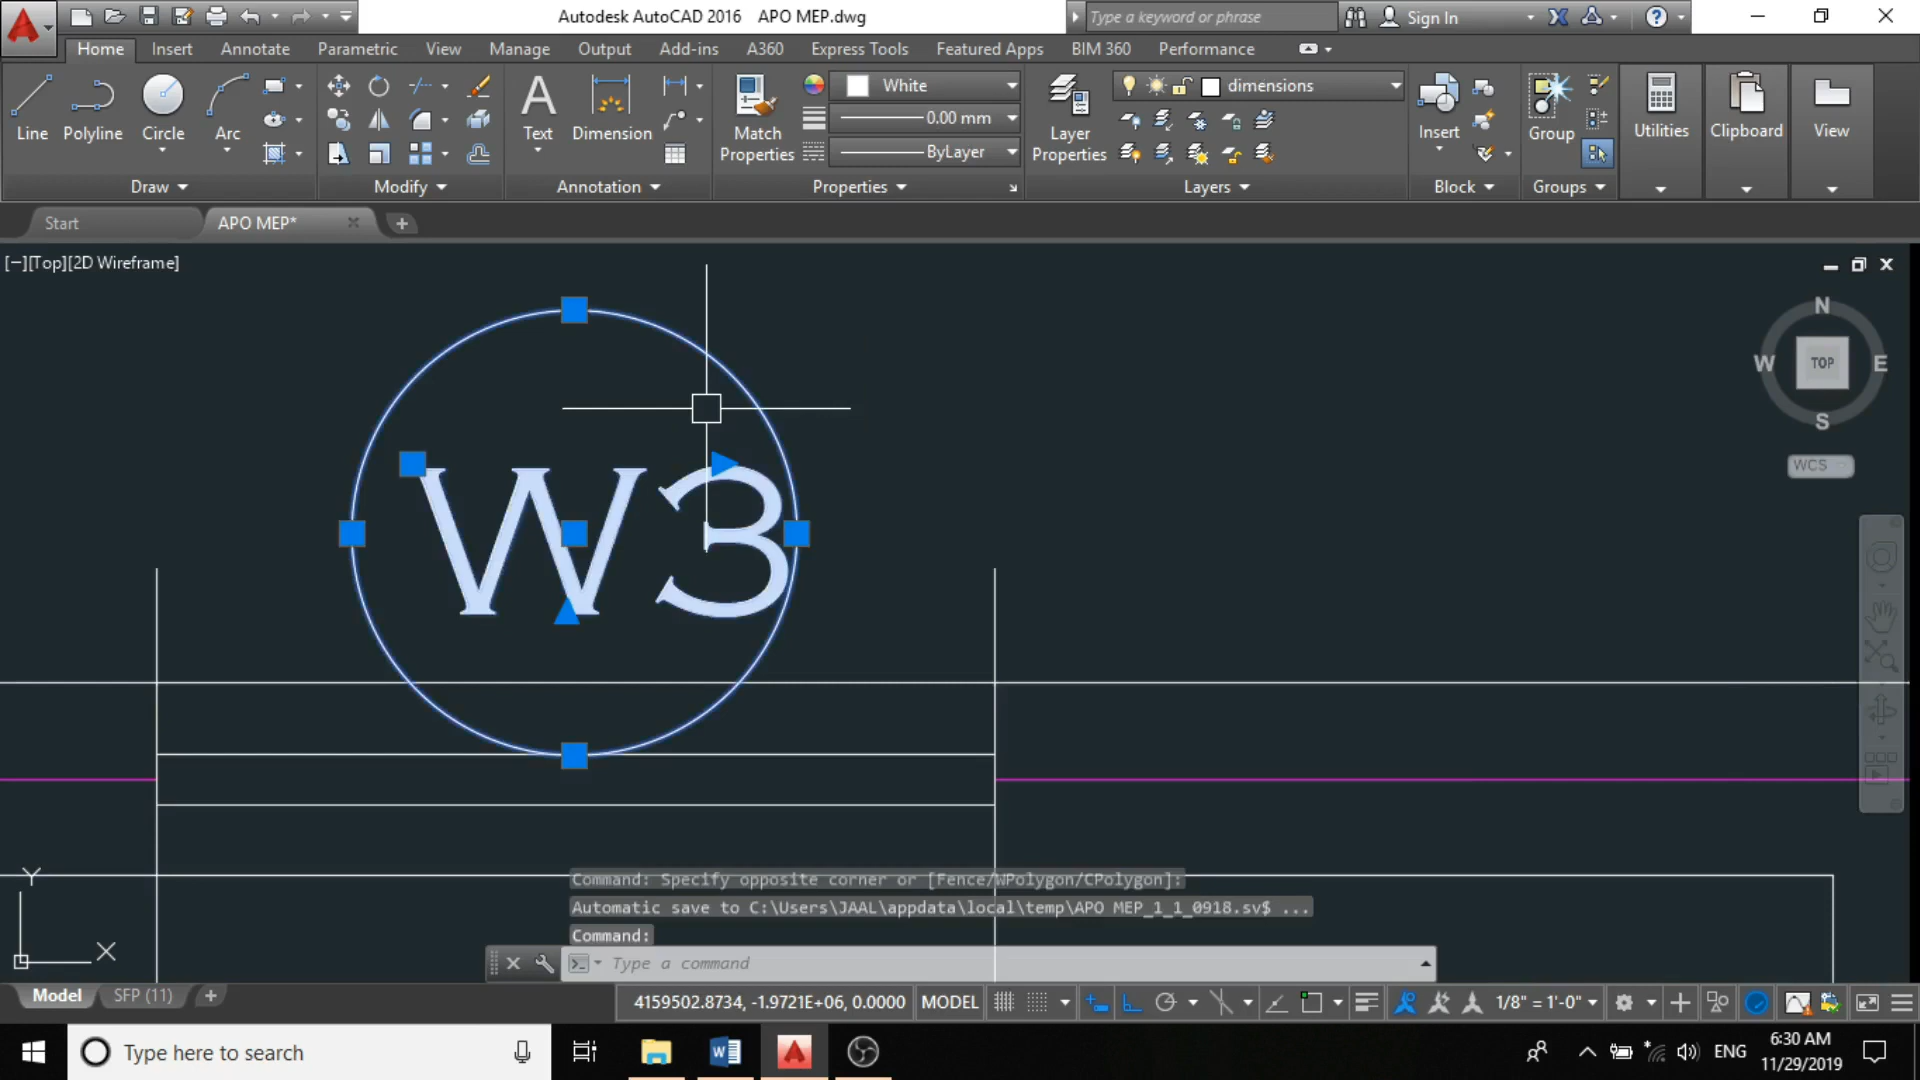 Autodesk AutoCAD 2016 APO MEP.dwg
Type a keyword or phrase
Sign In
Home Insert Annotate Parametric View Manage Output Add-ins A360 Express Tools Featured Apps BIM 360 Performance
White
dimensions
0.00 mm
ByLayer
Line Polyline Circle Arc
Text Dimension
Match Properties
Layer Properties
Insert
Group
Utilities
Clipboard
View
Draw Modify Annotation Properties Layers Block Groups
Start
APO MEP*
[−][Top][2D Wireframe]
N
W TOP E
S
WCS
W3
Y
X
Command: Specify opposite corner or [Fence/WPolygon/CPolygon]:
Automatic save to C:\Users\JAAL\appdata\local\temp\APO MEP_1_1_0918.sv$ ...
Command:
Type a command
Model SFP (11)
4159502.8734, -1.9721E+06, 0.0000 MODEL
1/8" = 1'-0"
Type here to search
ENG
6:30 AM
11/29/2019